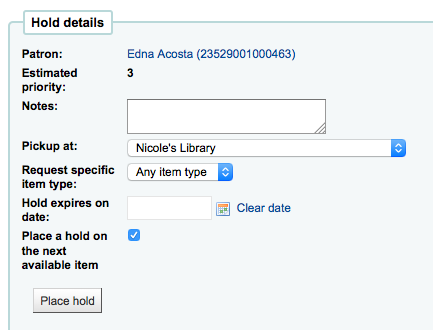 Hold details
Patron: Edna Acosta (23529001000463)
Estimated
priority: 3
Notes:
Pickup at: Nicole's Library
Request specific
item type: Any item type
Hold expires on
date: Clear date
Place a hold on
the next
available item
Place hold